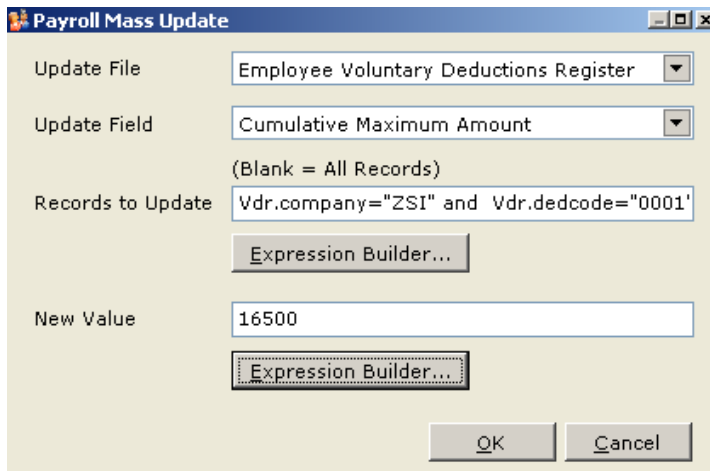 Payroll Mass Update
Update File
Employee Voluntary Deductions Register
Update Field
Cumulative Maximum Amount
(Blank = All Records)
Records to Update
Vdr.company="ZSI" and Vdr.dedcode="0001'
Expression Builder...
New Value
16500
Expression Builder...
OK
Cancel